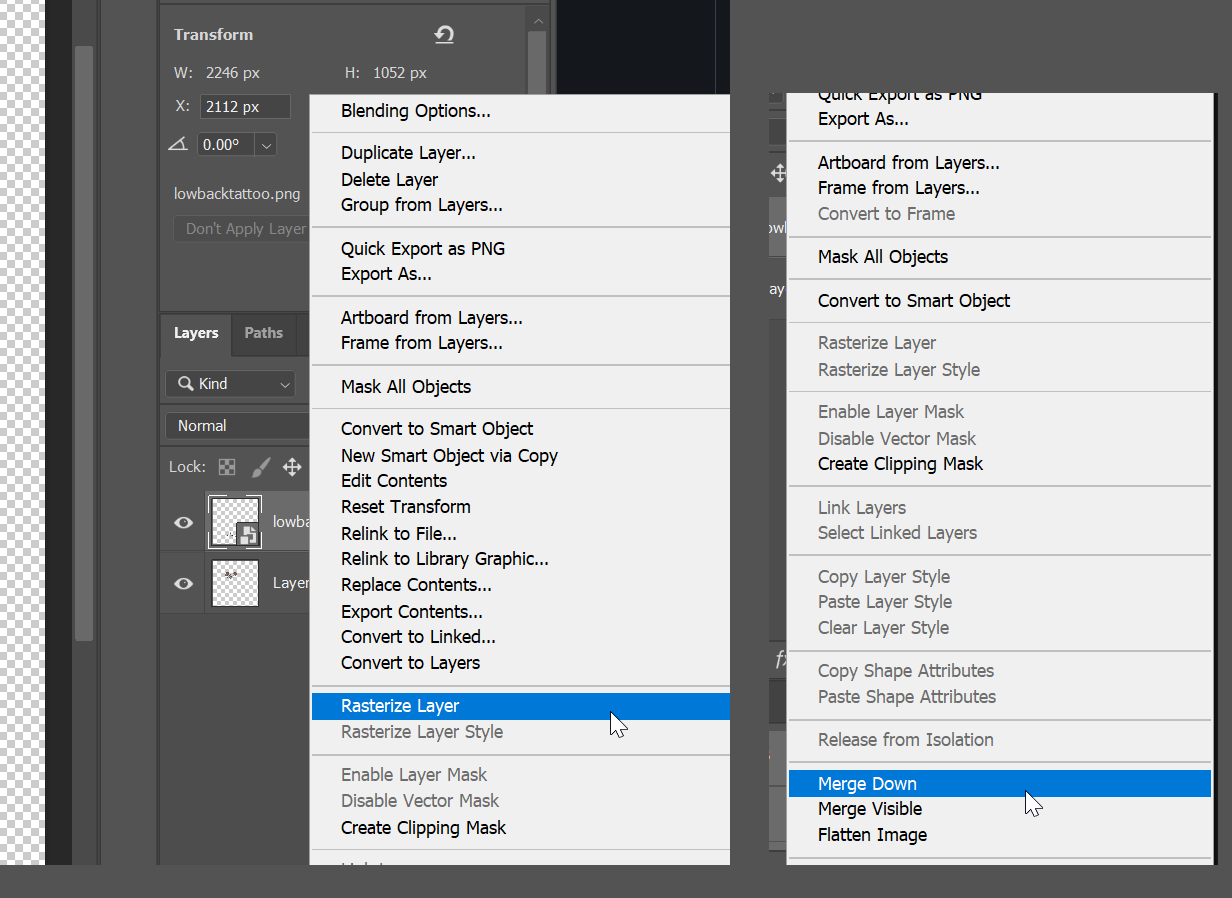 Transform
W: 2246 px H: 1052 px
X: 2112 px
0.00°
lowbacktattoo.png
Don't Apply Layer
Layers Paths
Kind
Normal
Lock:
lowba
Layer
Blending Options...
Duplicate Layer...
Delete Layer
Group from Layers...
Quick Export as PNG
Export As...
Artboard from Layers...
Frame from Layers...
Mask All Objects
Convert to Smart Object
New Smart Object via Copy
Edit Contents
Reset Transform
Relink to File...
Relink to Library Graphic...
Replace Contents...
Export Contents...
Convert to Linked...
Convert to Layers
Rasterize Layer
Rasterize Layer Style
Enable Layer Mask
Disable Vector Mask
Create Clipping Mask
owl
ay
fx
Quick Export as PNG
Export As...
Artboard from Layers...
Frame from Layers...
Convert to Frame
Mask All Objects
Convert to Smart Object
Rasterize Layer
Rasterize Layer Style
Enable Layer Mask
Disable Vector Mask
Create Clipping Mask
Link Layers
Select Linked Layers
Copy Layer Style
Paste Layer Style
Clear Layer Style
Copy Shape Attributes
Paste Shape Attributes
Release from Isolation
Merge Down
Merge Visible
Flatten Image